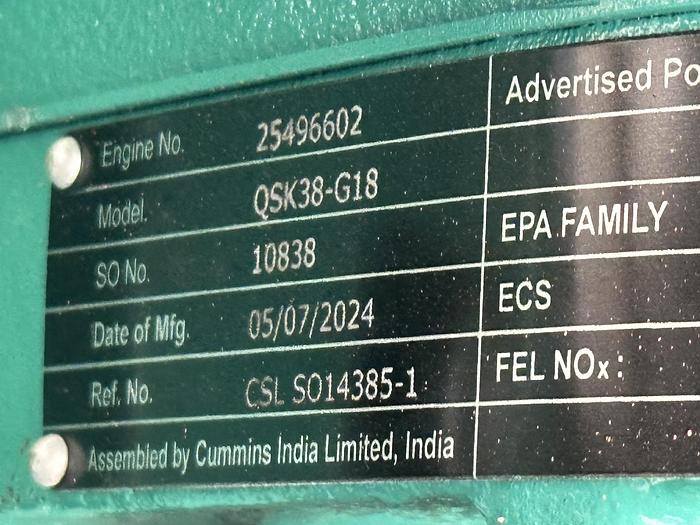 Engine No. 25496602
Model. QSK38-G18
SO No. 10838
Date of Mfg. 05/07/2024
Ref. No. CSL SO14385-1
Assembled by Cummins India Limited, India
Advertised Po
EPA FAMILY
ECS
FEL NOx :